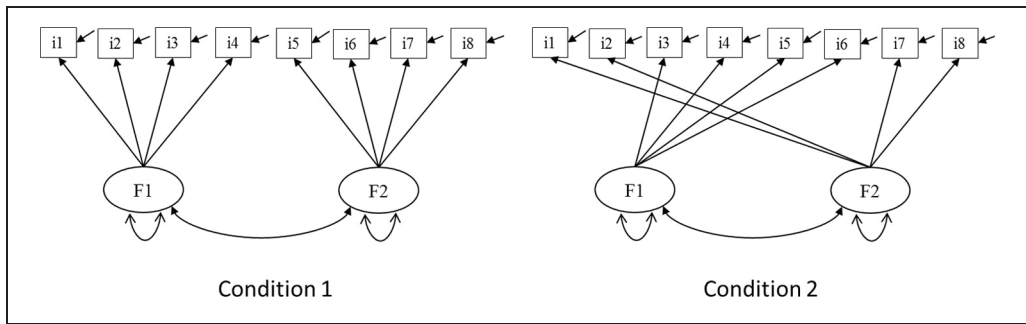 i1 i2 i3 i4 i5 i6 i7 i8
F1 F2
Condition 1
i1 i2 i3 i4 i5 i6 i7 i8
F1 F2
Condition 2